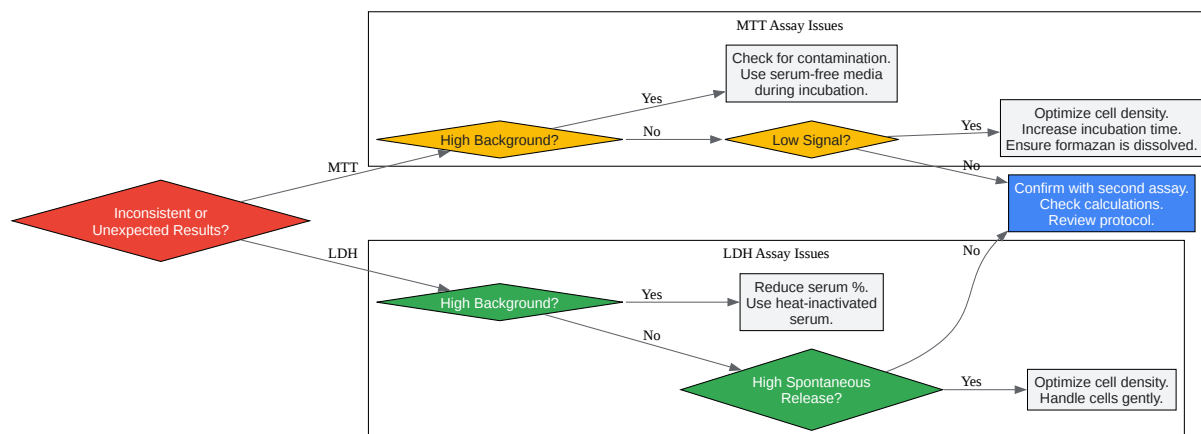 MTT Assay Issues
Check for contamination.
Use serum-free media
during incubation.
Yes
High Background?
No
Low Signal?
Yes
Optimize cell density.
Increase incubation time.
Ensure formazan is dissolved.
MTT
No
Inconsistent or
Unexpected Results?
Confirm with second assay.
Check calculations.
Review protocol.
LDH
LDH Assay Issues
No
High Background?
Yes
Reduce serum %.
Use heat-inactivated
serum.
No
High Spontaneous
Release?
Yes
Optimize cell density.
Handle cells gently.